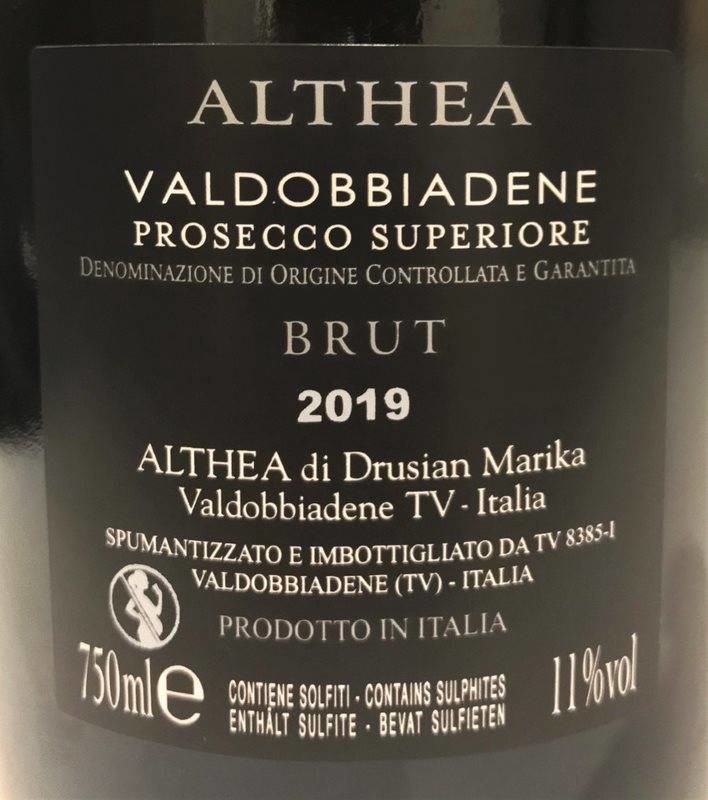 ALTHEA
VALDOBBIADENE
PROSECCO SUPERIORE
DENOMINAZIONE DI ORIGINE CONTROLLATA E GARANTITA
BRUT
2019
ALTHEA di Drusian Marika
Valdobbiadene TV - Italia
SPUMANTIZZATO E IMBOTTIGLIATO DA TV 8385-I
VALDOBBIADENE (TV) - ITALIA
PRODOTTO IN ITALIA
750ml e
CONTIENE SOLFITI - CONTAINS SULPHITES
ENTHÄLT SULFITE - BEVAT SULFIETEN
11%vol